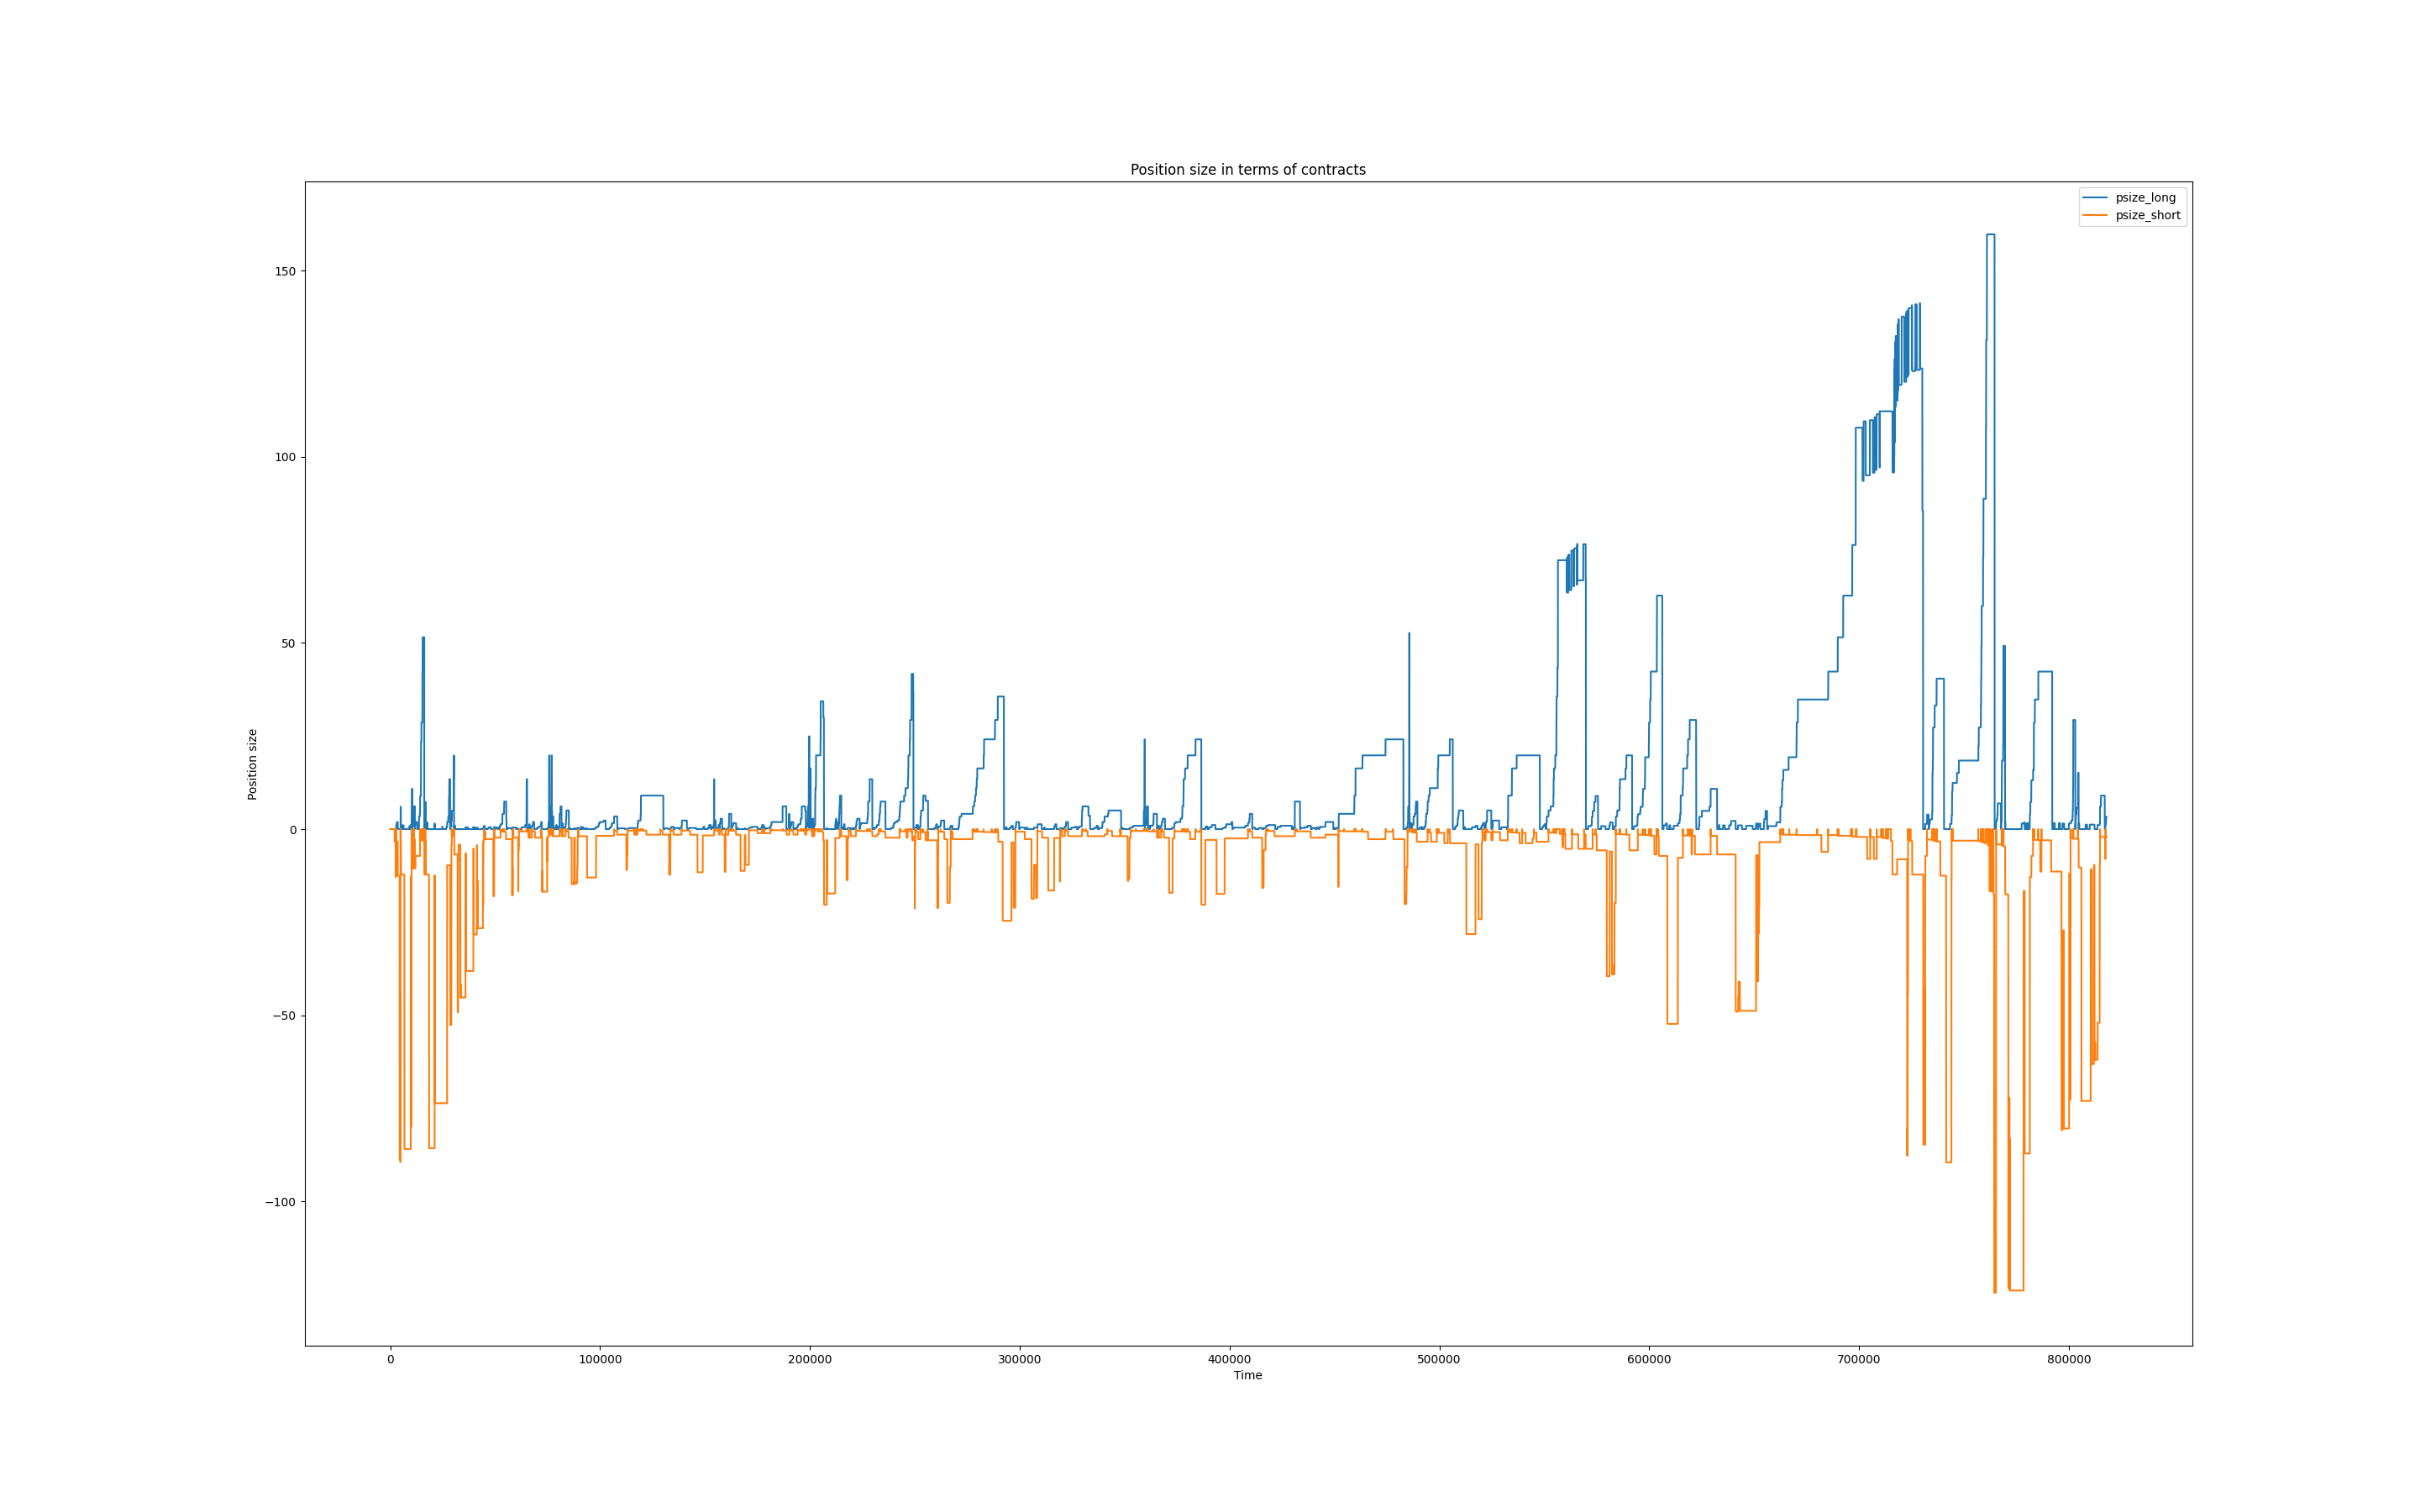 Position size in terms of contracts
psize_long
psize_short
Position size
150
100
50
0
−50
−100
0 100000 200000 300000 400000 500000 600000 700000 800000
Time